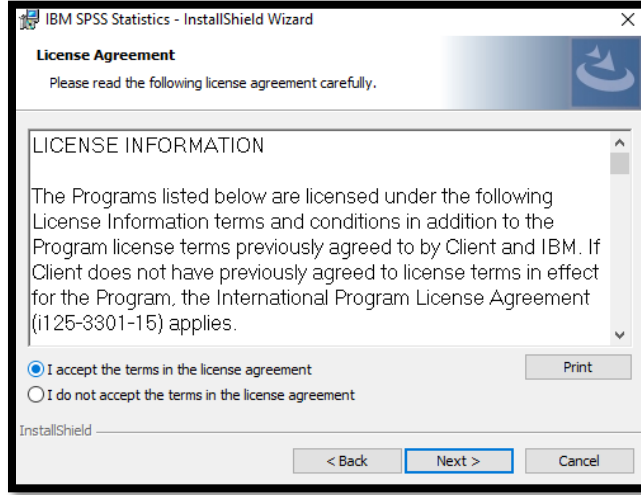 IBM SPSS Statistics - InstallShield Wizard
License Agreement
Please read the following license agreement carefully.
LICENSE INFORMATION
The Programs listed below are licensed under the following
License Information terms and conditions in addition to the
Program license terms previously agreed to by Client and IBM. If
Client does not have previously agreed to license terms in effect
for the Program, the International Program License Agreement
(i125-3301-15) applies.
I accept the terms in the license agreement
Print
I do not accept the terms in the license agreement
InstallShield
< Back Next > Cancel